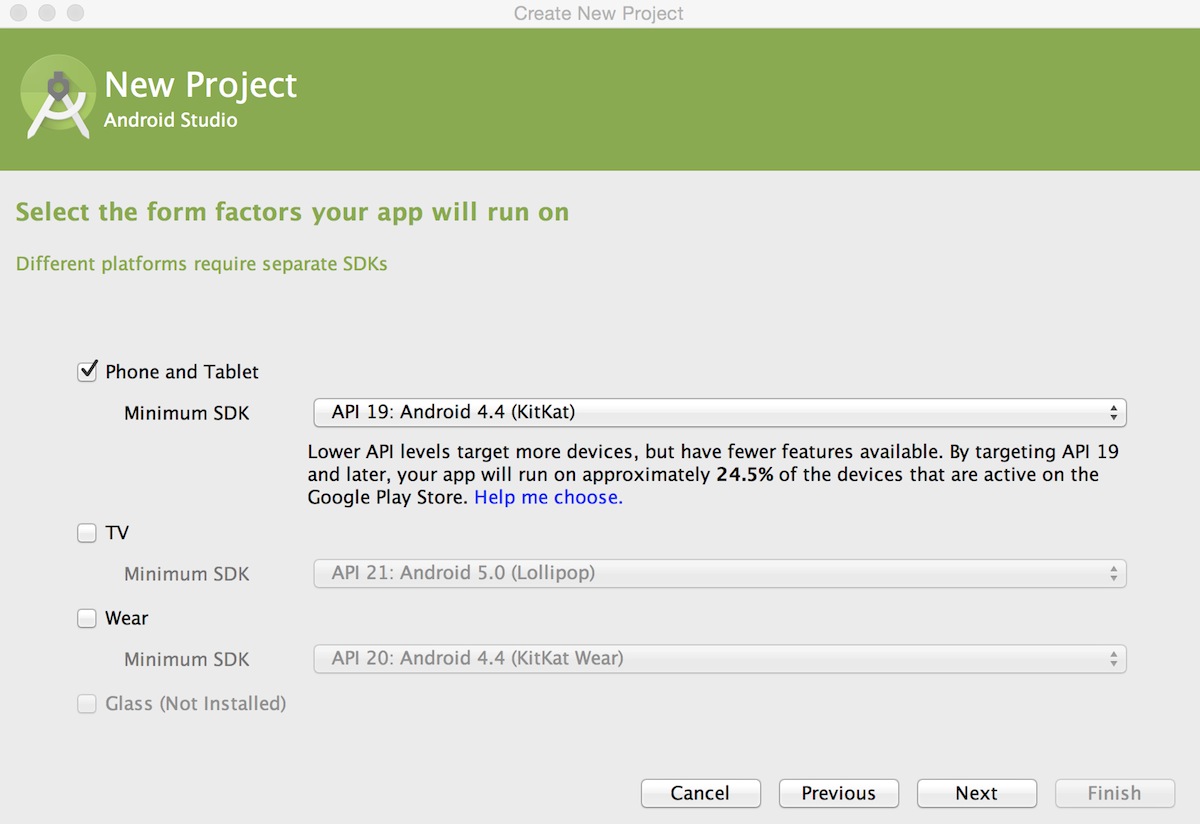 Create New Project
New Project
Android Studio
Select the form factors your app will run on
Different platforms require separate SDKs
Phone and Tablet
Minimum SDK
API 19: Android 4.4 (KitKat)
Lower API levels target more devices, but have fewer features available. By targeting API 19
and later, your app will run on approximately 24.5% of the devices that are active on the
Google Play Store. Help me choose.
TV
Minimum SDK
API 21: Android 5.0 (Lollipop)
Wear
Minimum SDK
API 20: Android 4.4 (KitKat Wear)
Glass (Not Installed)
Cancel
Previous
Next
Finish